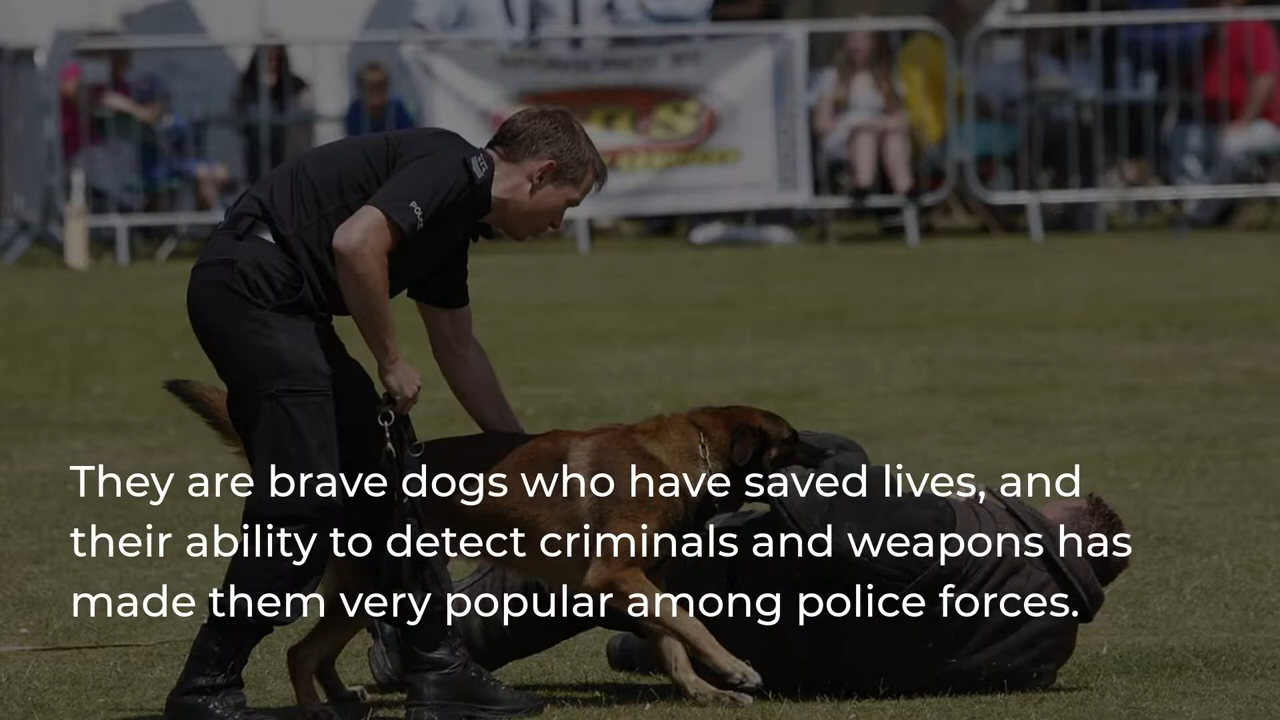 They are brave dogs who have saved lives, and
their ability to detect criminals and weapons has
made them very popular among police forces.